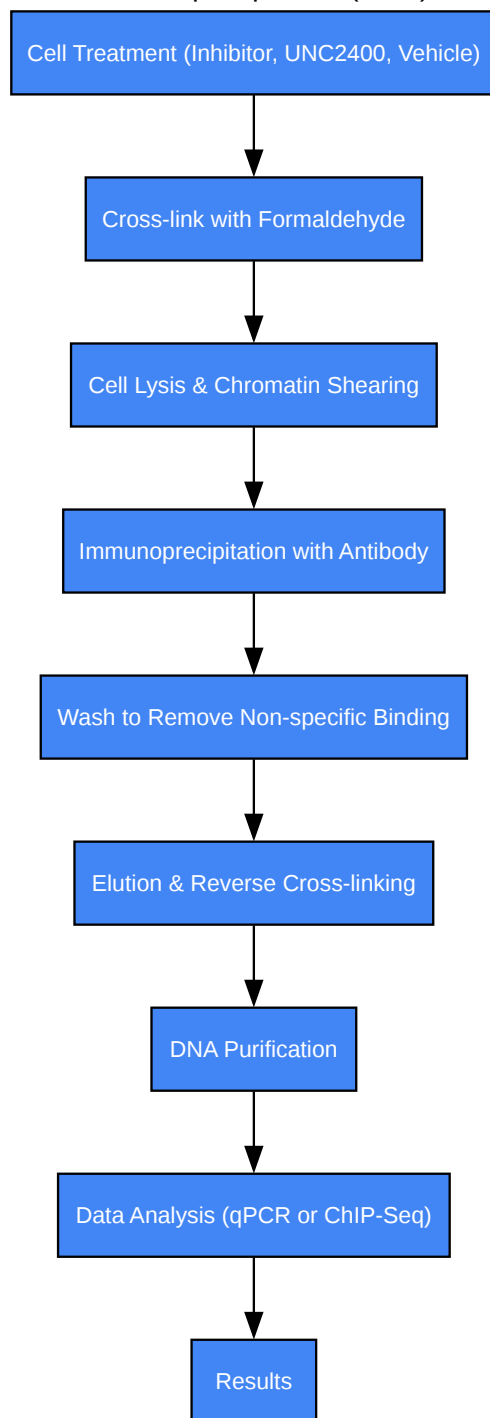 Cell Treatment (Inhibitor, UNC2400, Vehicle)
Cross-link with Formaldehyde
Cell Lysis & Chromatin Shearing
Immunoprecipitation with Antibody
Wash to Remove Non-specific Binding
Elution & Reverse Cross-linking
DNA Purification
Data Analysis (qPCR or ChIP-Seq)
Results